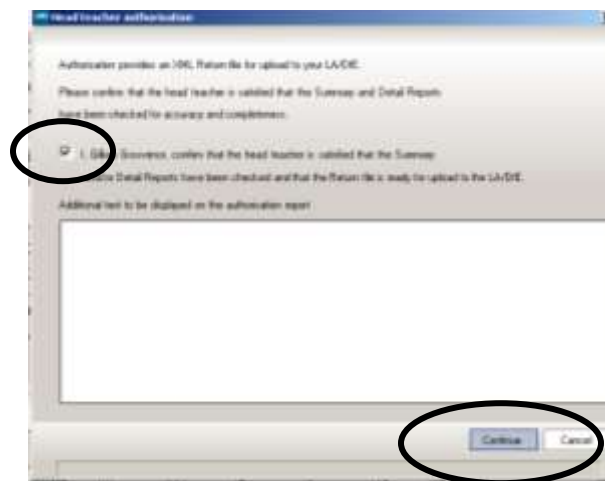 Head teacher authorisation
Authorisation provides an XML Return file for upload to your LA/DfE.
Please confirm that the head teacher is satisfied that the Summary and Detail Reports
have been checked for accuracy and completeness.
I, confirm that the head teacher is satisfied that the Summary
Detail Reports have been checked and that the Return file is ready for upload to the LA/DfE.
Additional text to be displayed on the authorisation report
Continue Cancel